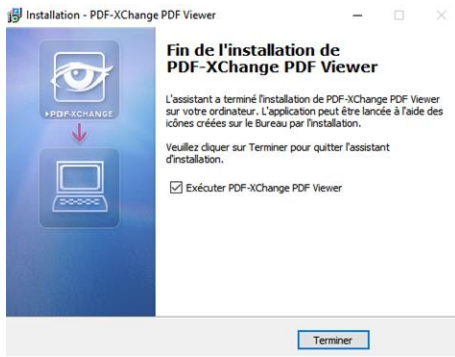 Installation - PDF-XChange PDF Viewer
Fin de l'installation de
PDF-XChange PDF Viewer
PDF-XCHANGE
L'assistant a terminé l'installation de PDF-XChange PDF Viewer
sur votre ordinateur. L'application peut être lancée à l'aide des
icônes créées sur le Bureau par l'installation.
Veuillez cliquer sur Terminer pour quitter l'assistant
d'installation.
Exécuter PDF-XChange PDF Viewer
Terminer